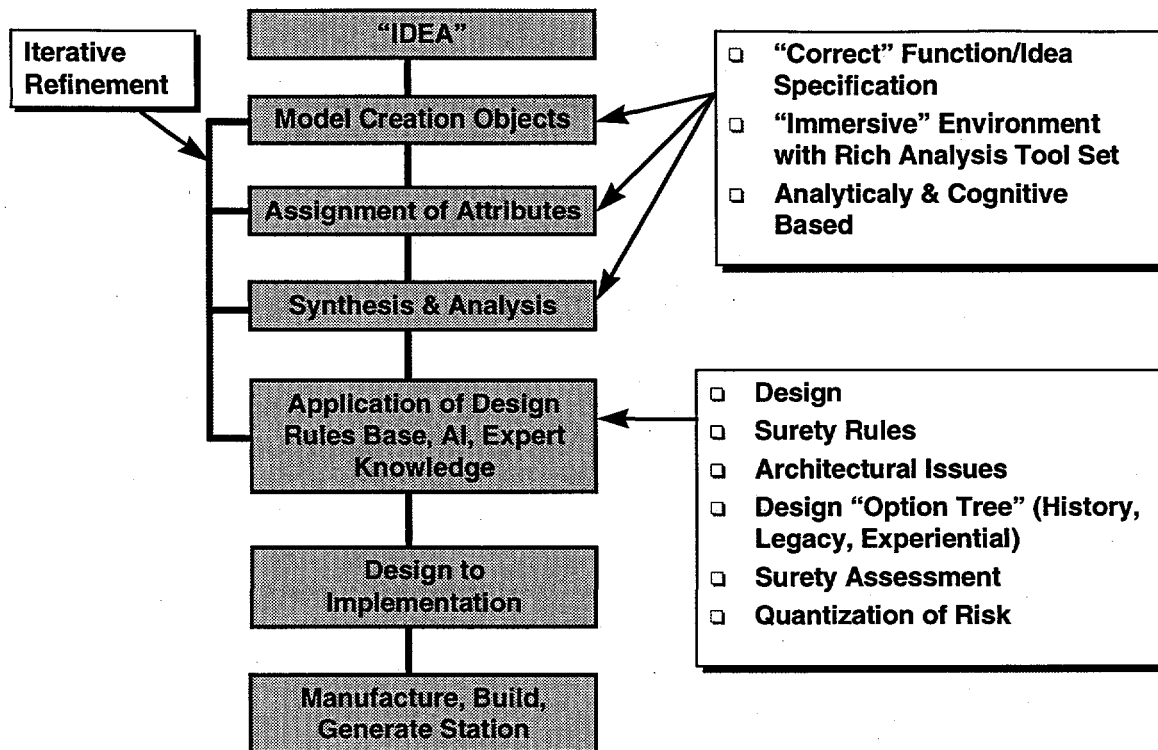 "IDEA"
Iterative
Refinement
Model Creation Objects
Assignment of Attributes
Synthesis & Analysis
Application of Design
Rules Base, AI, Expert
Knowledge
Design to
Implementation
Manufacture, Build,
Generate Station
❑ "Correct" Function/Idea
Specification
❑ "Immersive" Environment
with Rich Analysis Tool Set
❑ Analyticaly & Cognitive
Based
❑ Design
❑ Surety Rules
❑ Architectural Issues
❑ Design "Option Tree" (History,
Legacy, Experiential)
❑ Surety Assessment
❑ Quantization of Risk